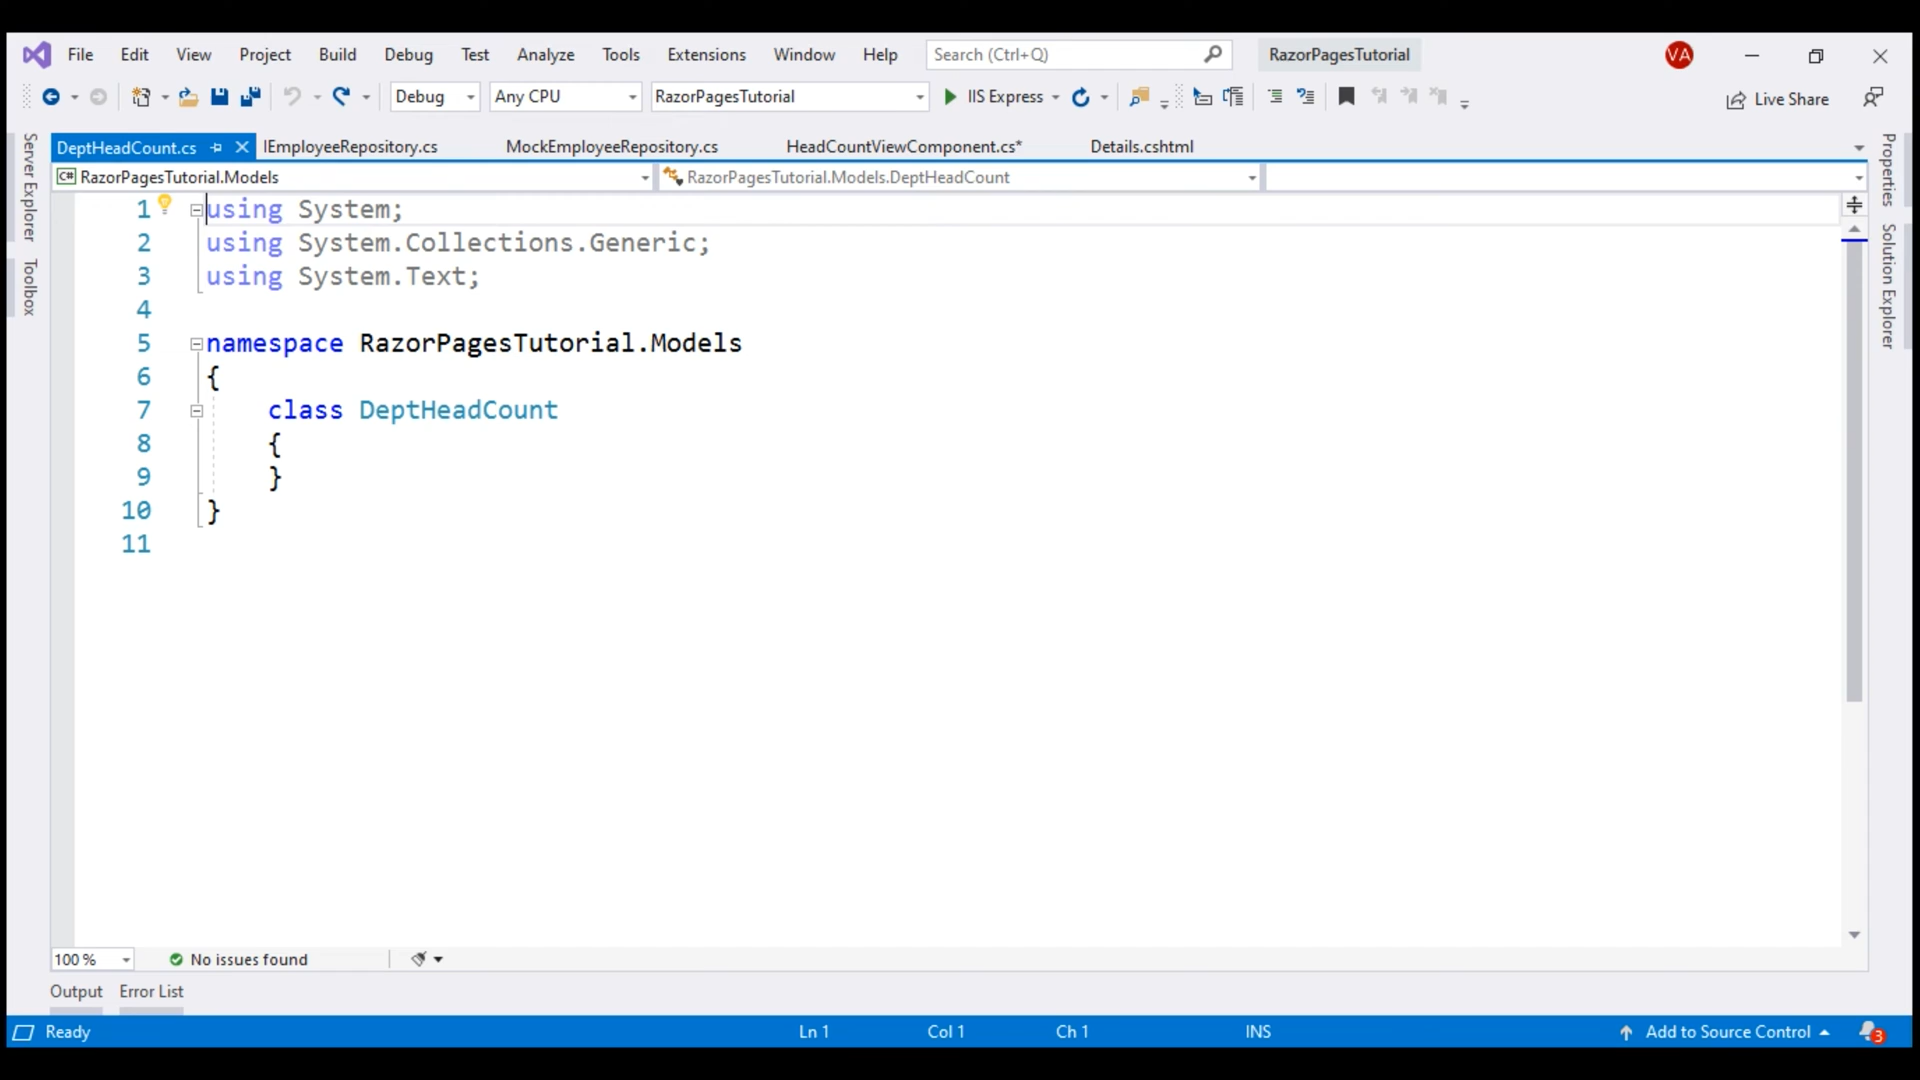 File Edit View Project Build Debug Test Analyze Tools Extensions Window Help Search (Ctrl+Q) RazorPagesTutorial VA
Debug Any CPU RazorPagesTutorial IIS Express Live Share
DeptHeadCount.cs IEmployeeRepository.cs MockEmployeeRepository.cs HeadCountViewComponent.cs* Details.cshtml
C# RazorPagesTutorial.Models RazorPagesTutorial.Models.DeptHeadCount
Server Explorer
Toolbox
1 using System;
2 using System.Collections.Generic;
3 using System.Text;
4
5 namespace RazorPagesTutorial.Models
6 {
7 class DeptHeadCount
8 {
9 }
10 }
11
Properties
Solution Explorer
100 % No issues found
Output Error List
Ready Ln 1 Col 1 Ch 1 INS Add to Source Control 3